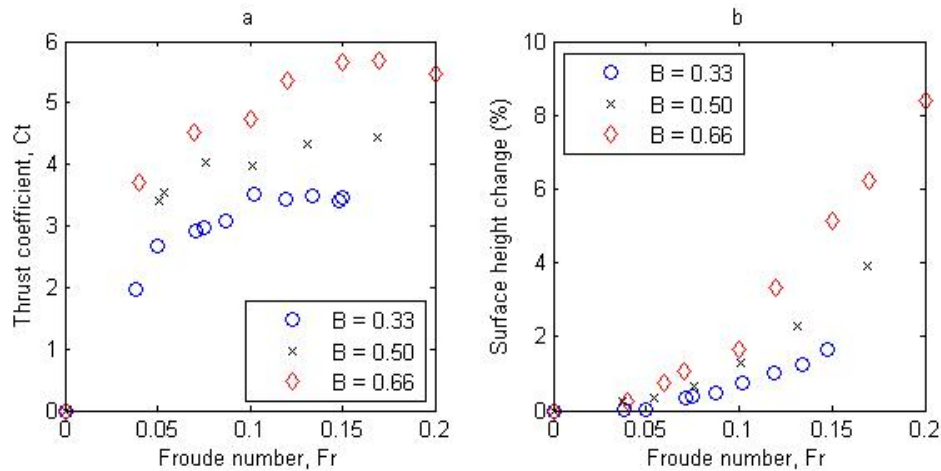 a
6
5
4
3
2
1
0
Thrust coefficient, Ct
B = 0.33
B = 0.50
B = 0.66
0
0.05
0.1
0.15
0.2
Froude number, Fr
b
10
8
6
4
2
0
Surface height change (%)
B = 0.33
B = 0.50
B = 0.66
0
0.05
0.1
0.15
0.2
Froude number, Fr